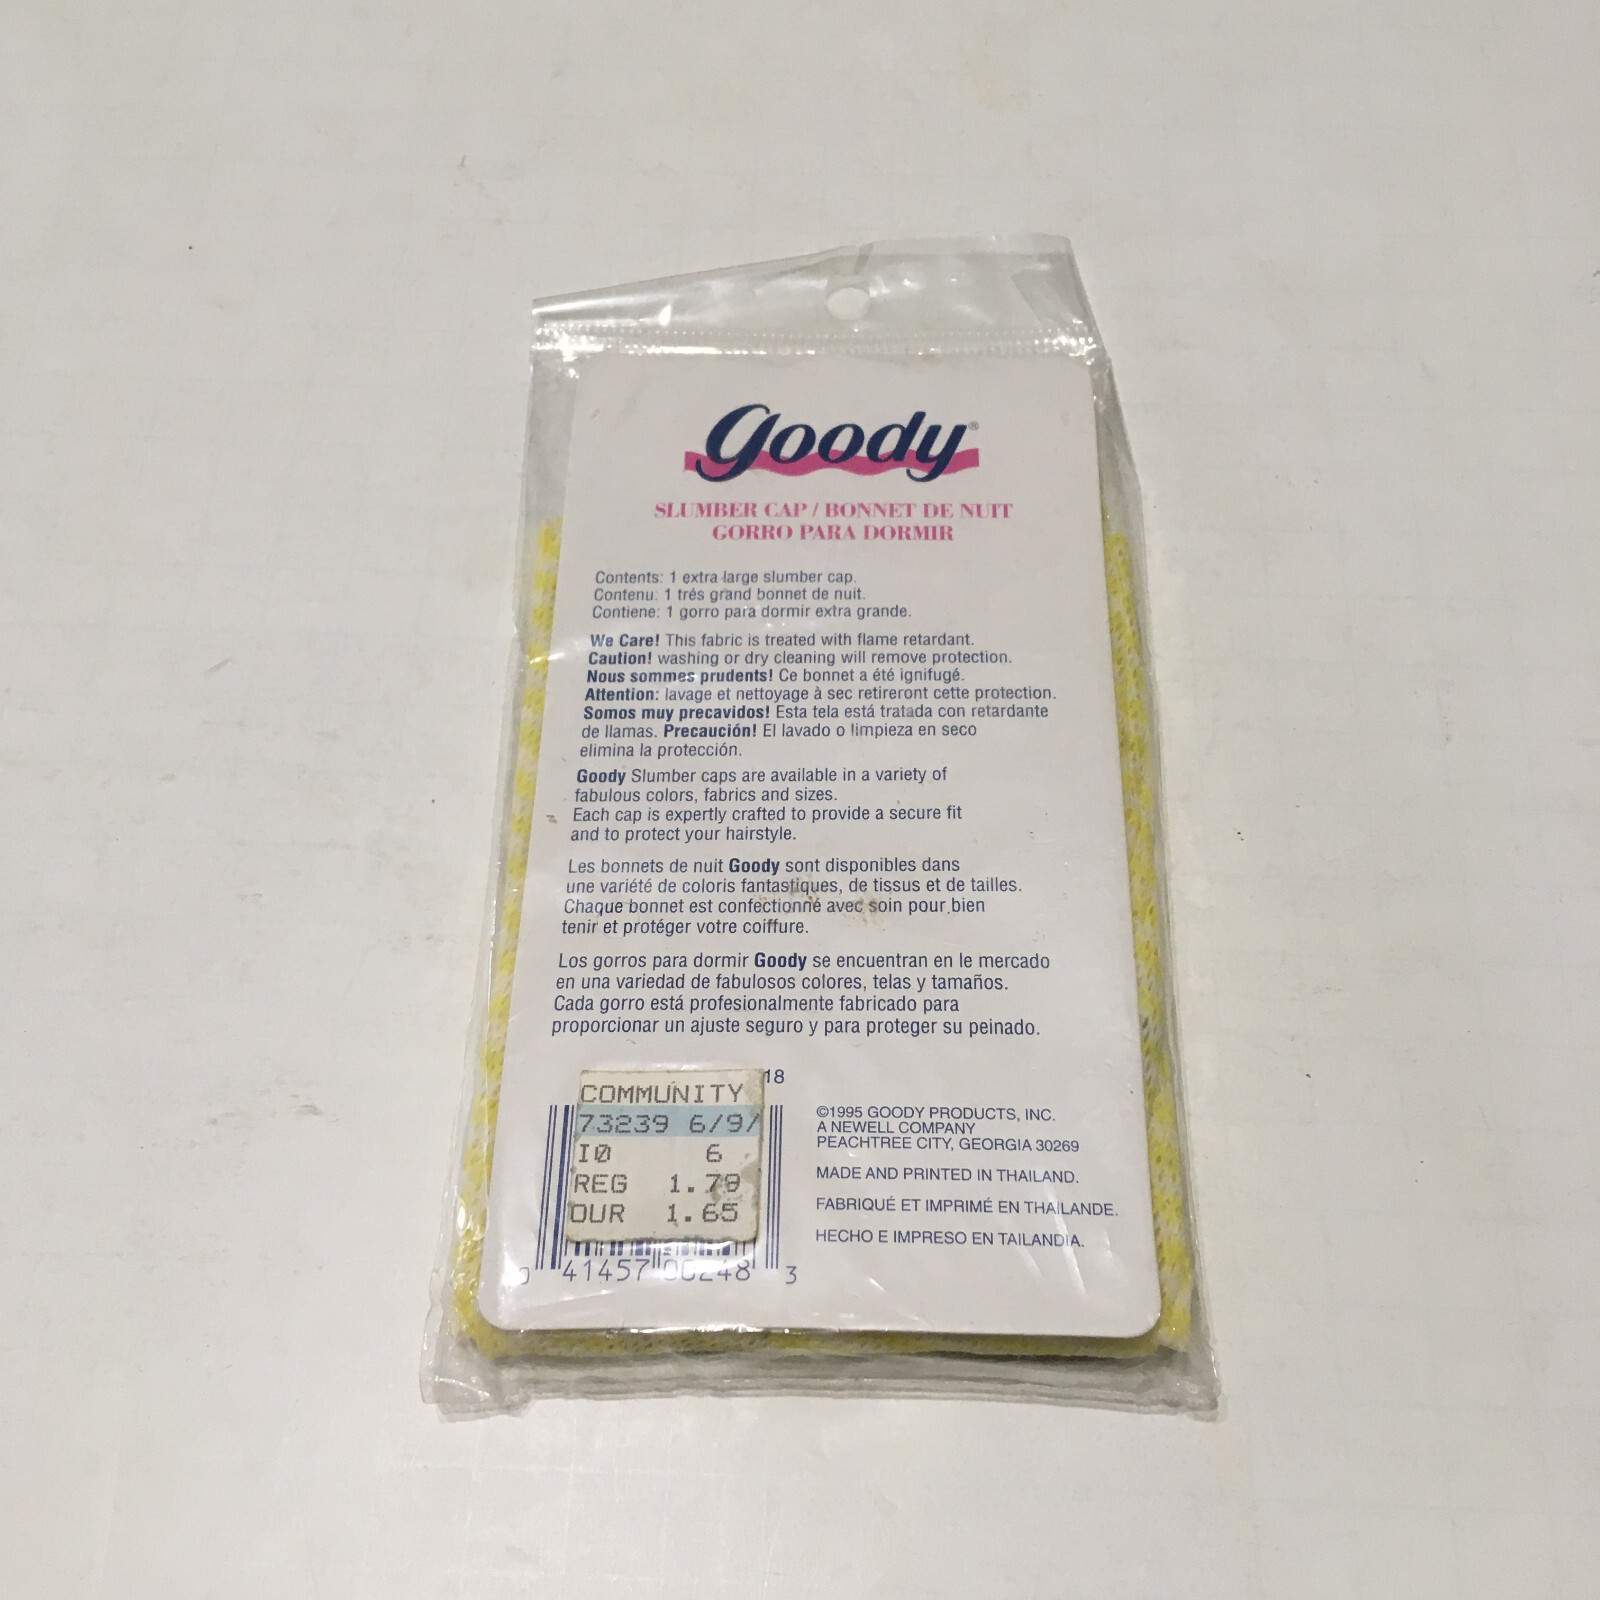 goody®
SLUMBER CAP / BONNET DE NUIT
GORRO PARA DORMIR
Contents: 1 extra large slumber cap.
Contenu: 1 trés grand bonnet de nuit.
Contiene: 1 gorro para dormir extra grande.
We Care! This fabric is treated with flame retardant.
Caution! washing or dry cleaning will remove protection.
Nous sommes prudents! Ce bonnet a été ignifugé.
Attention: lavage et nettoyage à sec retireront cette protection.
Somos muy precavidos! Esta tela está tratada con retardante
de llamas. Precaución! El lavado o limpieza en seco
elimina la protección.
Goody Slumber caps are available in a variety of
fabulous colors, fabrics and sizes.
Each cap is expertly crafted to provide a secure fit
and to protect your hairstyle.
Les bonnets de nuit Goody sont disponibles dans
une variété de coloris fantastiques, de tissus et de tailles.
Chaque bonnet est confectionné avec soin pour bien
tenir et protéger votre coiffure.
Los gorros para dormir Goody se encuentran en le mercado
en una variedad de fabulosos colores, telas y tamaños.
Cada gorro está profesionalmente fabricado para
proporcionar un ajuste seguro y para proteger su peinado.
18
COMMUNITY
73239 6/9/
I0 6
REG 1.79
OUR 1.65
0 41457 00248 3
©1995 GOODY PRODUCTS, INC.
A NEWELL COMPANY
PEACHTREE CITY, GEORGIA 30269
MADE AND PRINTED IN THAILAND.
FABRIQUÉ ET IMPRIMÉ EN THAILANDE.
HECHO E IMPRESO EN TAILANDIA.